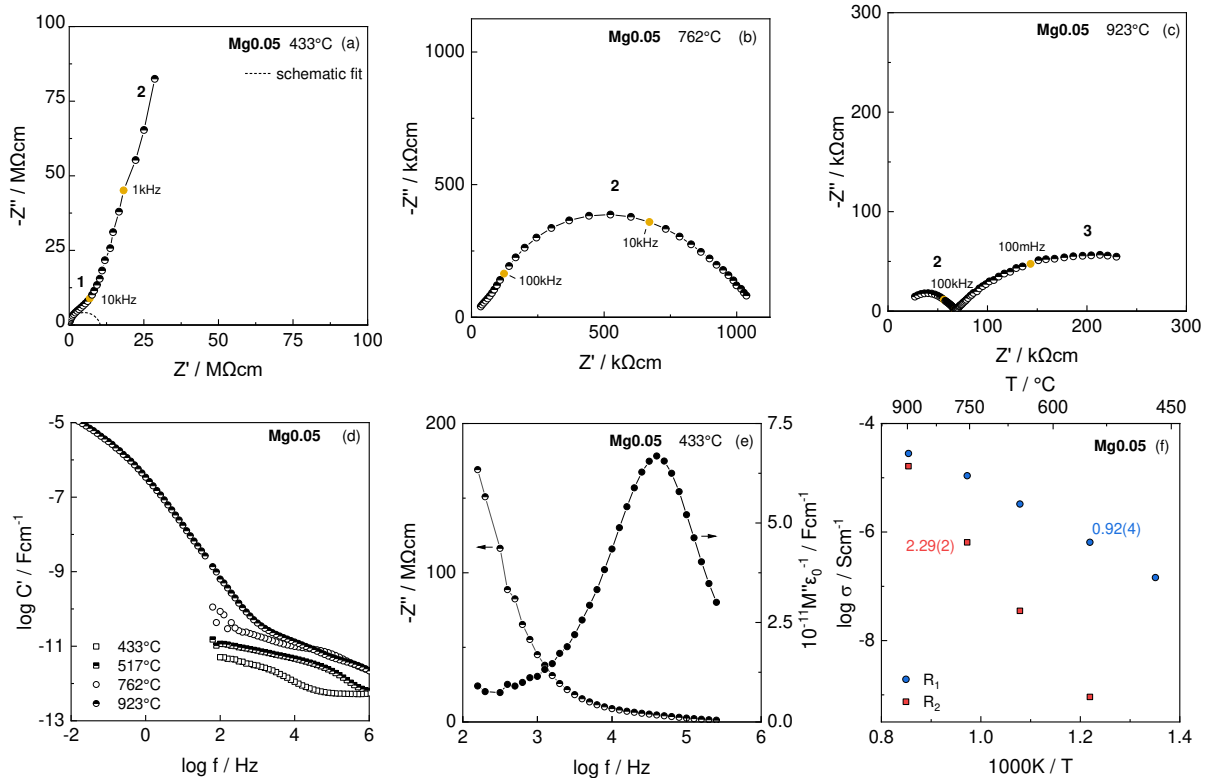 Mg0.05 433°C (a)
schematic fit
2
1kHz
1
10kHz
100
75
50
25
0
0 25 50 75 100
-Z'' / MΩcm
Z' / MΩcm
Mg0.05 762°C (b)
2
10kHz
100kHz
1000
500
0
0 500 1000
-Z'' / kΩcm
Z' / kΩcm
Mg0.05 923°C (c)
3
100mHz
2
100kHz
300
200
100
0
0 100 200 300
-Z'' / kΩcm
Z' / kΩcm
Mg0.05 (d)
433°C
517°C
762°C
923°C
-5
-7
-9
-11
-13
-2 0 2 4 6
log C' / Fcm-1
log f / Hz
Mg0.05 433°C (e)
200
100
0
7.5
5.0
2.5
0.0
2 3 4 5 6
-Z'' / MΩcm
10-11M''ε0-1 / Fcm-1
log f / Hz
T / °C
900 750 600 450
Mg0.05 (f)
0.92(4)
2.29(2)
R1
R2
-4
-6
-8
0.8 1.0 1.2 1.4
log σ / Scm-1
1000K / T